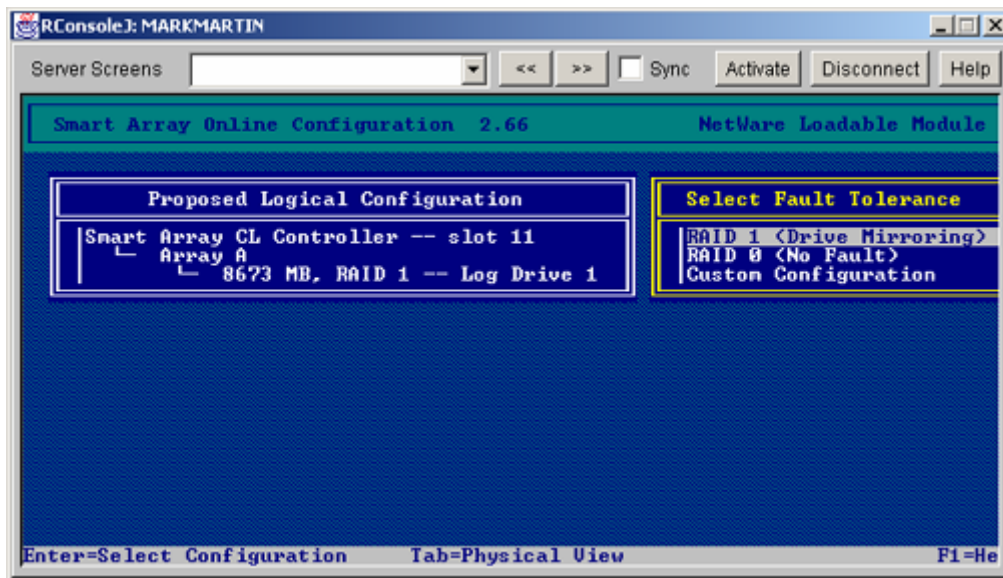 RConsoleJ: MARKMARTIN
Server Screens << >> Sync Activate Disconnect Help
Smart Array Online Configuration 2.66 NetWare Loadable Module
Proposed Logical Configuration
Smart Array CL Controller -- slot 11
Array A
8673 MB, RAID 1 -- Log Drive 1
Select Fault Tolerance
RAID 1 (Drive Mirroring)
RAID 0 (No Fault)
Custom Configuration
Enter=Select Configuration Tab=Physical View F1=He